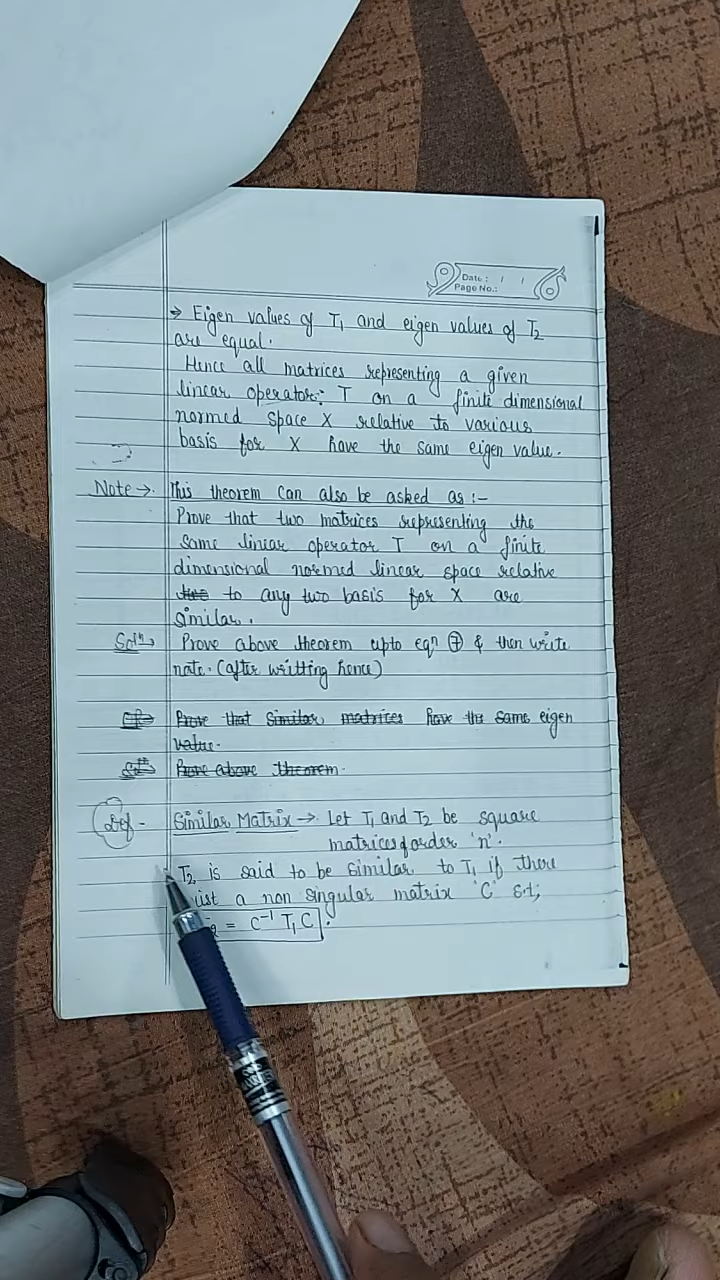 Date : / /
Page No.:
→ Eigen values of T₁ and eigen values of T₂
are equal.
Hence all matrices representing a given
linear operator: T on a finite dimensional
normed space X relative to various
basis for X have the same eigen value.
Note → This theorem can also be asked as :-
Prove that two matrices representing the
same linear operator T on a finite
dimensional normed linear space relative
to any two basis for X are
similar.
Solⁿ→ Prove above theorem upto eqⁿ ⑦ & then write
note. (after writting hence)
Prove that similar matrices have the same eigen
value.
Solⁿ Prove above theorem.
Def - Similar Matrix → Let T₁ and T₂ be square
matrices of order 'n'.
T₂ is said to be similar to T₁ if there
a non singular matrix 'C' s.t;
= C⁻¹ T₁ C.